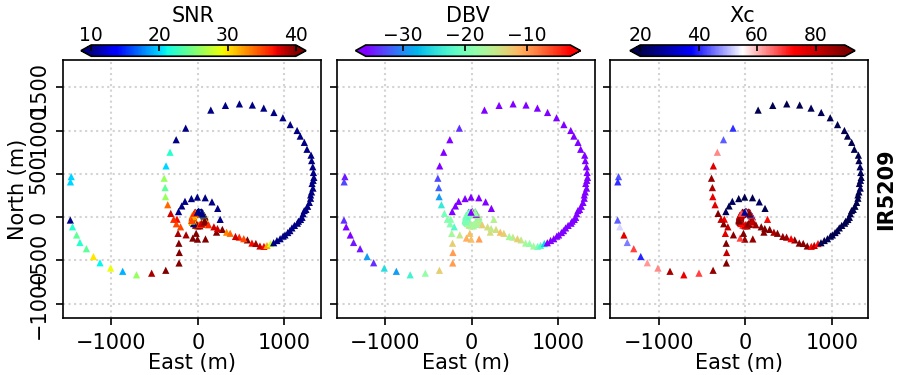 SNR DBV Xc
10 20 30 40 −30 −20 −10 20 40 60 80
1500
1000
500
0
−500
−1000
North (m)
IR5209
−1000 0 1000 −1000 0 1000 −1000 0 1000
East (m) East (m) East (m)